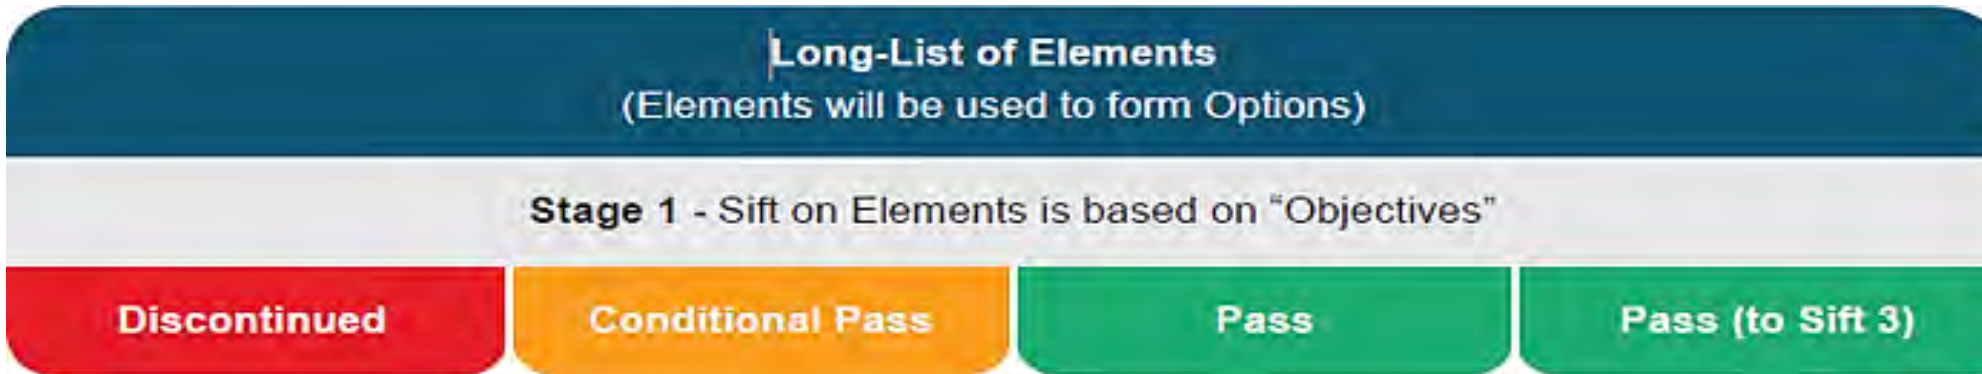 Long-List of Elements
(Elements will be used to form Options)
Stage 1 - Sift on Elements is based on “Objectives”
Discontinued
Conditional Pass
Pass
Pass (to Sift 3)